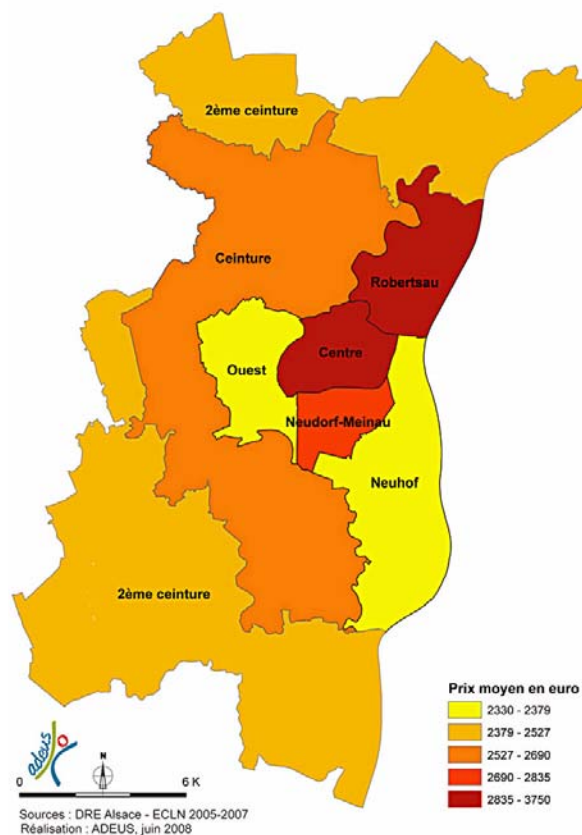 2ème ceinture
Ceinture
Robertsau
Ouest
Centre
Neudorf-Meinau
Neuhof
2ème ceinture
Prix moyen en euro
2330 - 2379
2379 - 2527
2527 - 2690
2690 - 2835
2835 - 3750
adeus
N
0 6 K
Sources : DRE Alsace - ECLN 2005-2007
Réalisation : ADEUS, juin 2008